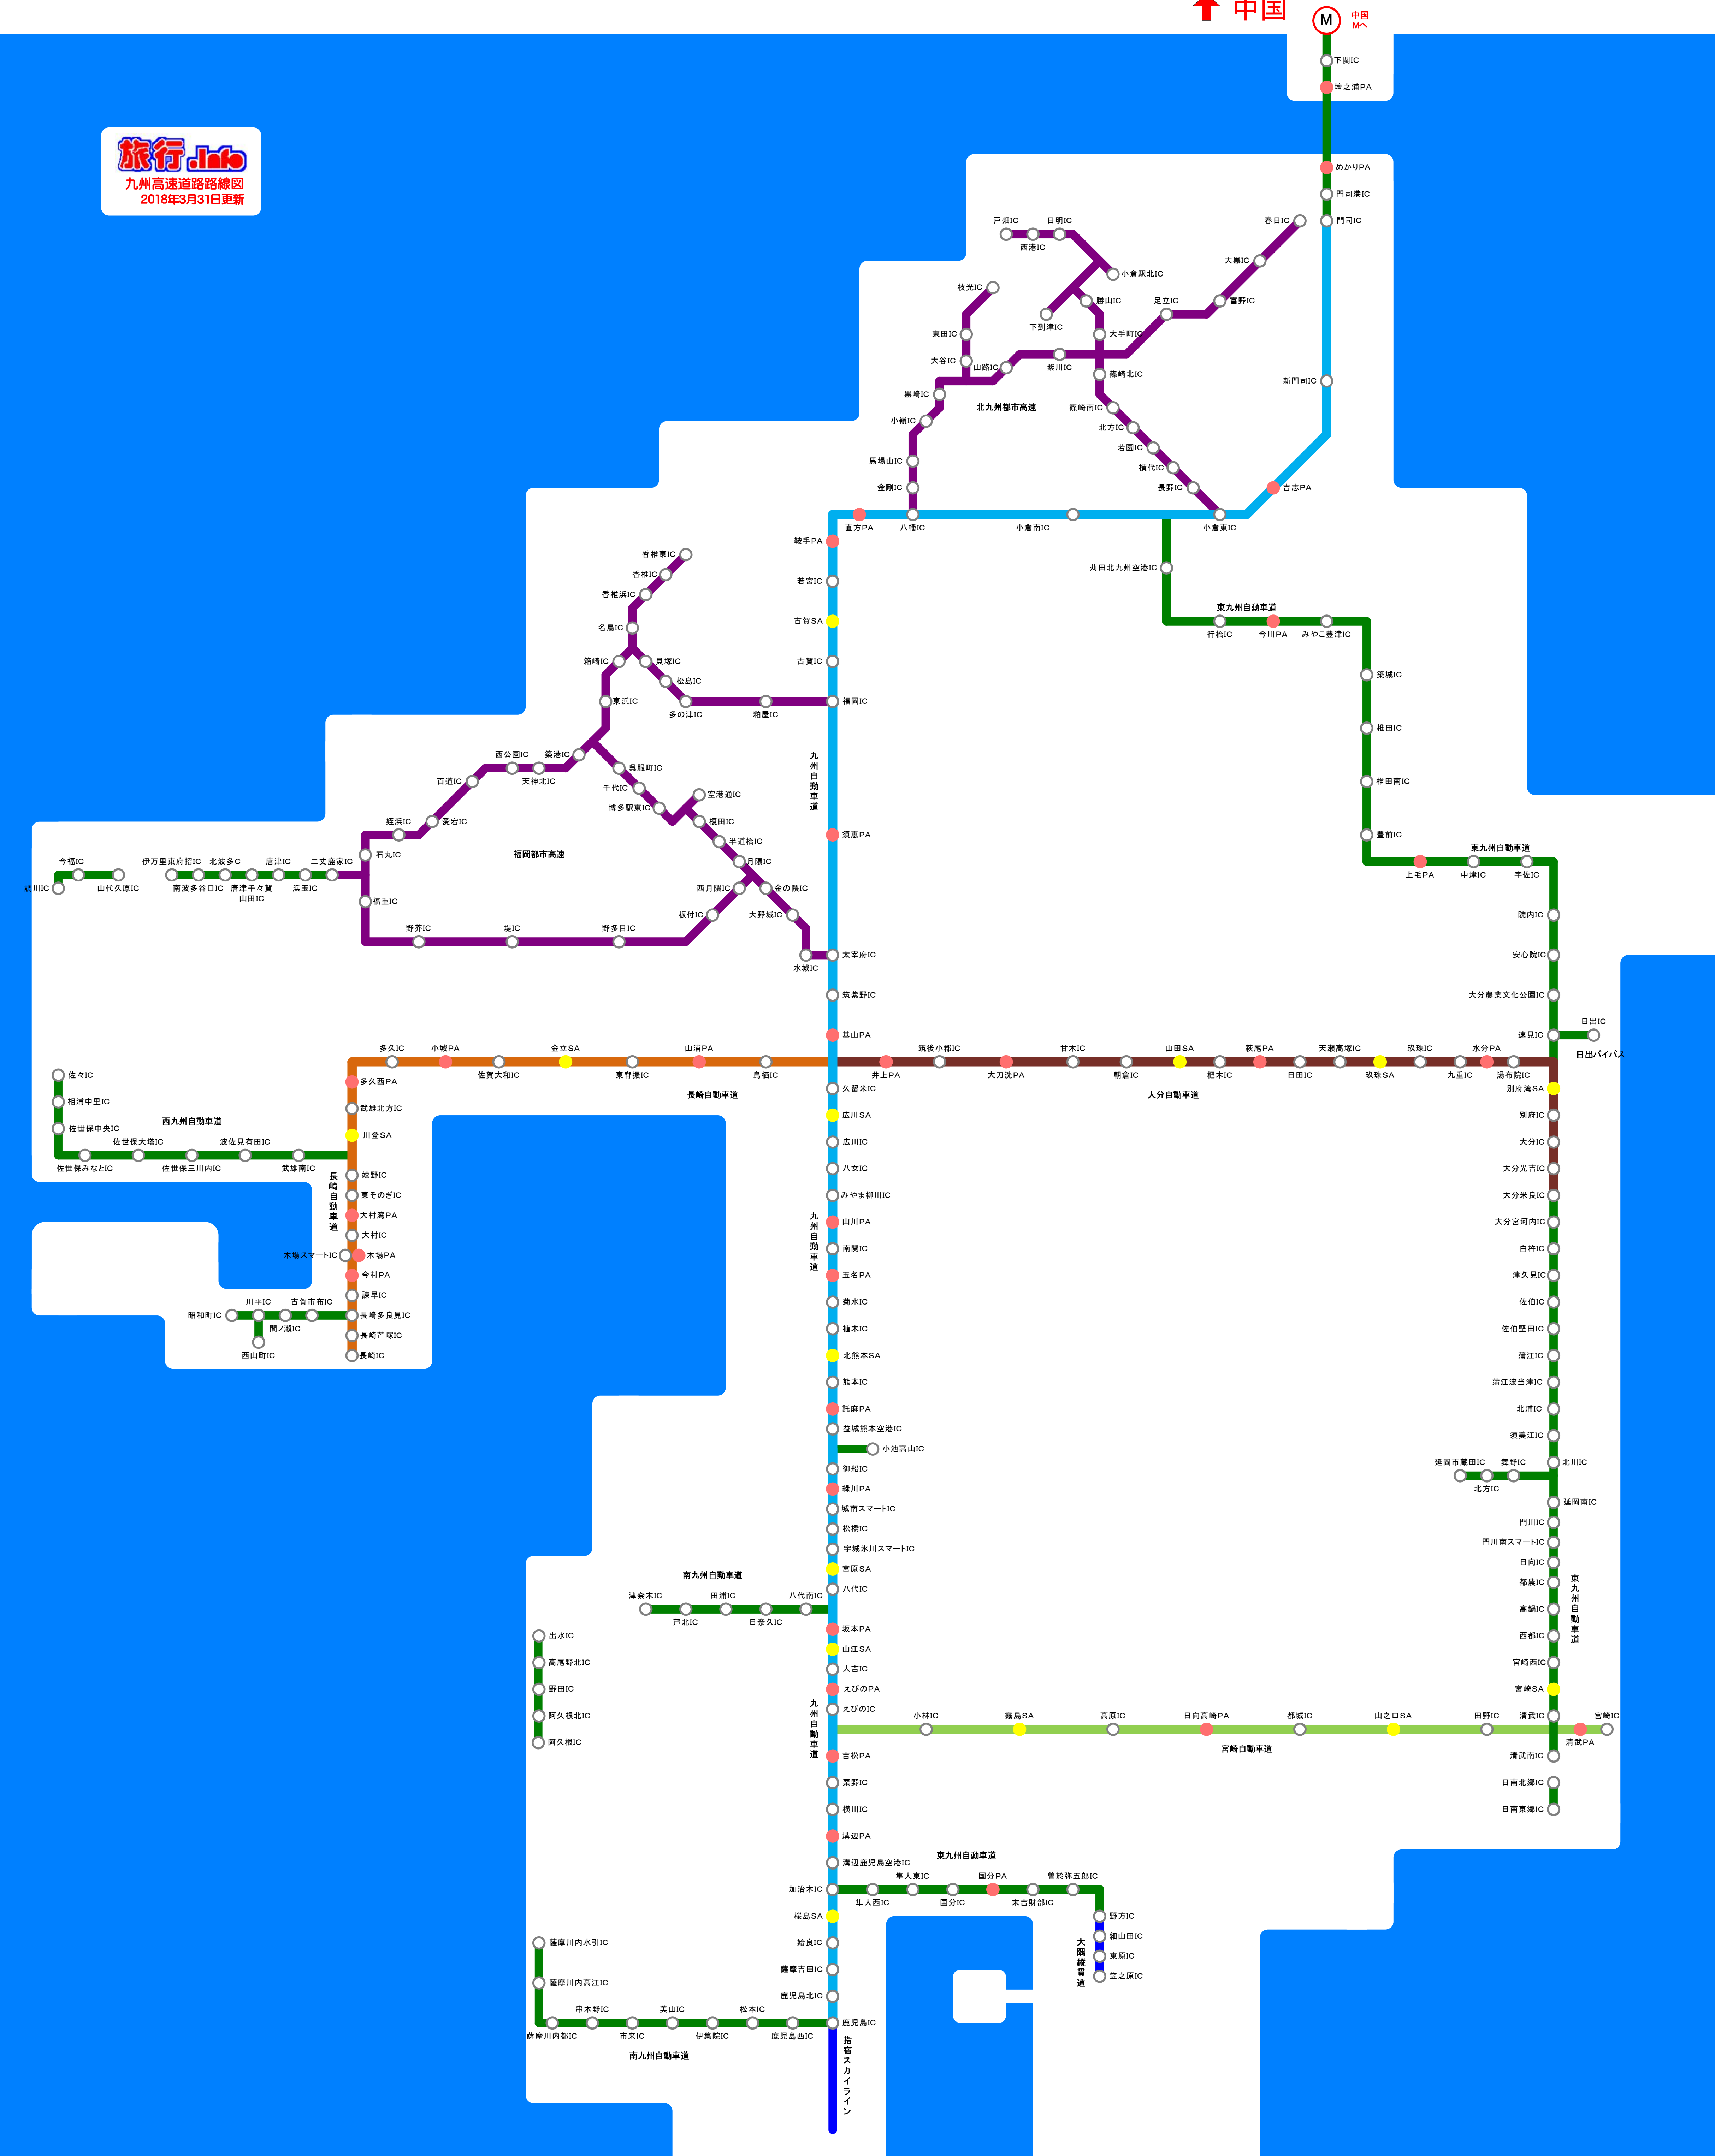 中国
M
中国
Mへ
下関IC
壇之浦PA
旅行.Info
九州高速道路路線図
2018年3月31日更新
めかりPA
門司港IC
門司IC
春日IC
戸畑IC
日明IC
西港IC
大黒IC
小倉駅北IC
枝光IC
勝山IC
足立IC
富野IC
下到津IC
東田IC
大手町IC
大谷IC
山路IC
紫川IC
篠崎北IC
新門司IC
黒崎IC
北九州都市高速
篠崎南IC
小嶺IC
北方IC
若園IC
馬場山IC
横代IC
金剛IC
長野IC
吉志PA
直方PA
八幡IC
小倉南IC
小倉東IC
鞍手PA
香椎東IC
香椎IC
若宮IC
苅田北九州空港IC
香椎浜IC
東九州自動車道
名島IC
古賀SA
行橋IC
今川PA
みやこ豊津IC
箱崎IC
貝塚IC
古賀IC
松島IC
築城IC
東浜IC
多の津IC
粕屋IC
福岡IC
椎田IC
西公園IC
築港IC
天神北IC
呉服町IC
九州自動車道
百道IC
千代IC
椎田南IC
博多駅東IC
空港通IC
姪浜IC
愛宕IC
榎田IC
須恵PA
豊前IC
半道橋IC
石丸IC
福岡都市高速
月隈IC
東九州自動車道
今福IC
伊万里東府招IC
北波多C
唐津IC
二丈鹿家IC
上毛PA
中津IC
宇佐IC
調川IC
山代久原IC
南波多谷口IC
唐津千々賀
山田IC
浜玉IC
西月隈IC
金の隈IC
福重IC
板付IC
大野城IC
院内IC
野芥IC
堤IC
野多目IC
水城IC
太宰府IC
安心院IC
筑紫野IC
大分農業文化公園IC
基山PA
速見IC
日出IC
日出バイパス
多久IC
小城PA
金立SA
山浦PA
筑後小郡IC
甘木IC
山田SA
萩尾PA
天瀬高塚IC
玖珠IC
水分PA
佐賀大和IC
東脊振IC
鳥栖IC
井上PA
大刀洗PA
朝倉IC
杷木IC
日田IC
玖珠SA
九重IC
湯布院IC
佐々IC
多久西PA
久留米IC
別府湾SA
長崎自動車道
大分自動車道
相浦中里IC
武雄北方IC
広川SA
別府IC
西九州自動車道
佐世保中央IC
川登SA
広川IC
大分IC
佐世保大塔IC
波佐見有田IC
佐世保みなとIC
佐世保三川内IC
武雄南IC
八女IC
大分光吉IC
長崎自動車道
嬉野IC
東そのぎIC
みやま柳川IC
大分米良IC
大村湾PA
九州自動車道
山川PA
大分宮河内IC
大村IC
南関IC
臼杵IC
木場スマートIC
木場PA
今村PA
玉名PA
津久見IC
諫早IC
菊水IC
佐伯IC
昭和町IC
川平IC
古賀市布IC
長崎多良見IC
間ノ瀬IC
植木IC
佐伯堅田IC
長崎芒塚IC
西山町IC
長崎IC
北熊本SA
蒲江IC
熊本IC
蒲江波当津IC
託麻PA
北浦IC
益城熊本空港IC
須美江IC
小池高山IC
御船IC
延岡市蔵田IC
舞野IC
北川IC
北方IC
緑川PA
城南スマートIC
延岡南IC
松橋IC
門川IC
宇城氷川スマートIC
門川南スマートIC
宮原SA
日向IC
南九州自動車道
八代IC
都農IC
東九州自動車道
津奈木IC
田浦IC
八代南IC
芦北IC
日奈久IC
高鍋IC
出水IC
坂本PA
西都IC
山江SA
高尾野北IC
人吉IC
宮崎西IC
野田IC
えびのPA
宮崎SA
九州自動車道
えびのIC
阿久根北IC
小林IC
霧島SA
高原IC
日向高崎PA
都城IC
山之口SA
田野IC
清武IC
宮崎IC
阿久根IC
宮崎自動車道
清武PA
吉松PA
清武南IC
栗野IC
日南北郷IC
横川IC
日南東郷IC
溝辺PA
溝辺鹿児島空港IC
東九州自動車道
加治木IC
隼人東IC
国分PA
曽於弥五郎IC
隼人西IC
国分IC
末吉財部IC
桜島SA
野方IC
薩摩川内水引IC
姶良IC
大隅縦貫道
細山田IC
東原IC
薩摩吉田IC
笠之原IC
薩摩川内高江IC
鹿児島北IC
串木野IC
美山IC
松本IC
鹿児島IC
薩摩川内都IC
市来IC
伊集院IC
鹿児島西IC
南九州自動車道
指宿スカイライン